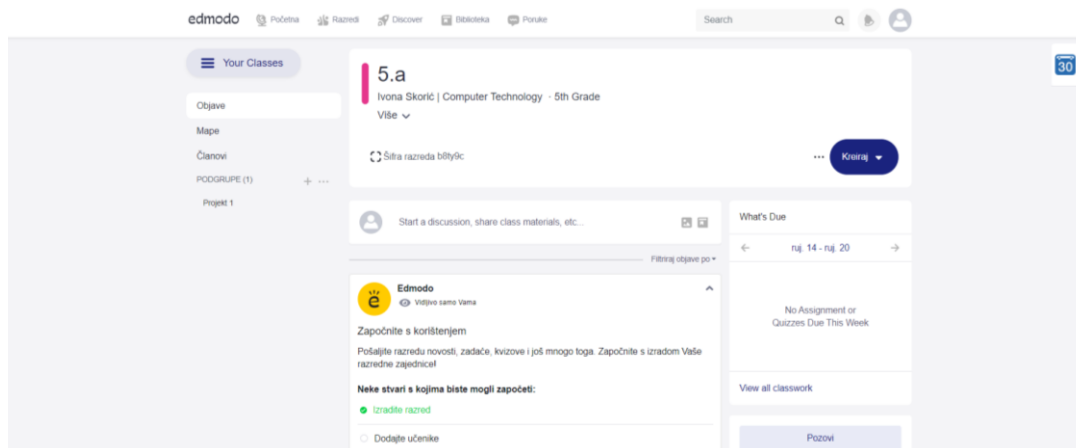 edmodo Početna Razredi Discover Biblioteka Poruke Search
30
Your Classes
Objave
Mape
Članovi
PODGRUPE (1) + ...
Projekt 1
5.a
Ivona Skorić | Computer Technology · 5th Grade
Više
Šifra razreda b8ty9c
... Kreiraj
Start a discussion, share class materials, etc...
Filtriraj objave po
Edmodo
Vidljivo samo Vama
Započnite s korištenjem
Pošaljite razredu novosti, zadaće, kvizove i još mnogo toga. Započnite s izradom Vaše
razredne zajednice!
Neke stvari s kojima biste mogli započeti:
Izradite razred
Dodajte učenike
What's Due
ruj. 14 - ruj. 20
No Assignment or
Quizzes Due This Week
View all classwork
Pozovi